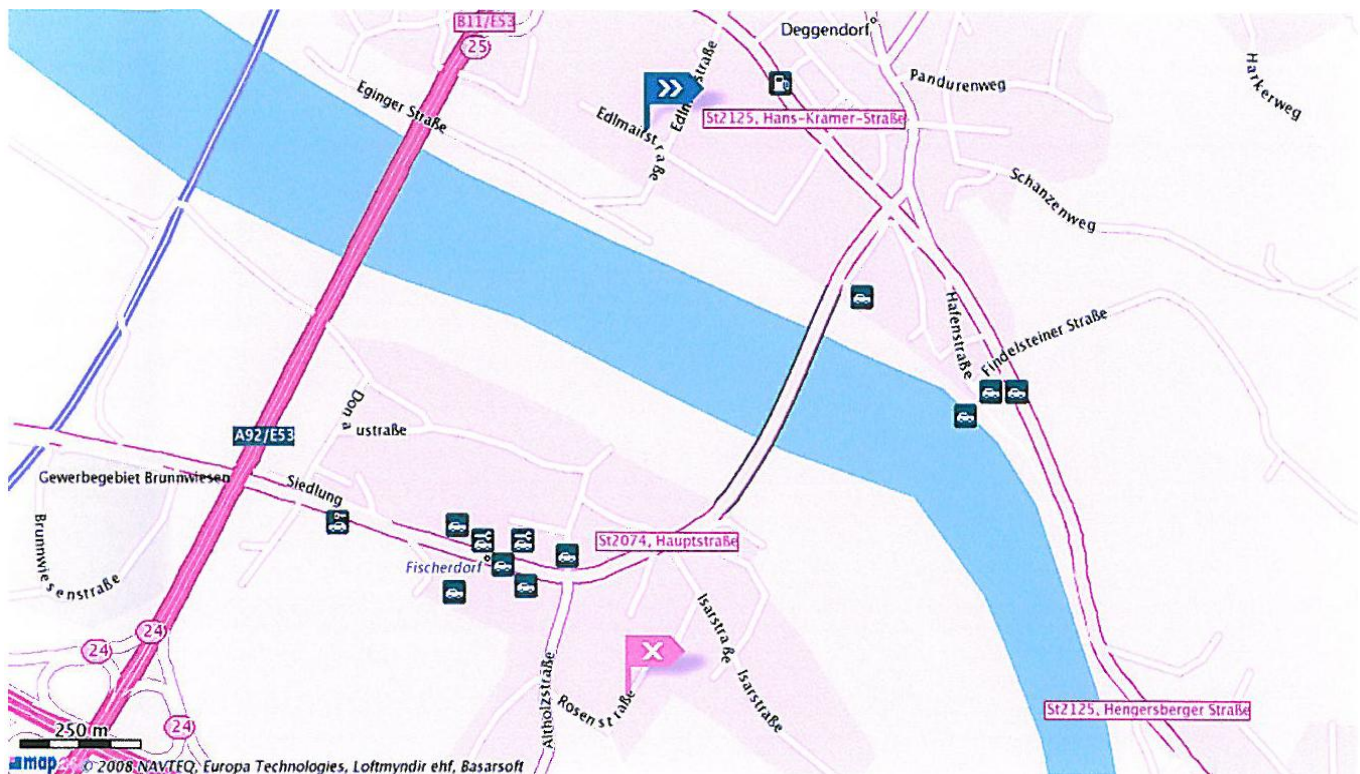 B11/E53
25
Deggendorf
Eginger Straße
Edlmairstraße
St2125, Hans-Kramer-Straße
Pandurenweg
Harkerweg
Schanzenweg
Hafenstraße
Findelsteiner Straße
Donaustraße
A92/E53
Gewerbegebiet Brunnwiesen
Siedlung
Brunnwiesenstraße
Fischerdorf
St2074, Hauptstraße
24
24
24
Isarstraße
Isarstraße
Rosenstraße
Altholzstraße
St2125, Hengersberger Straße
250 m
map © 2008 NAVTEQ, Europa Technologies, Loftmyndir ehf, Basarsoft